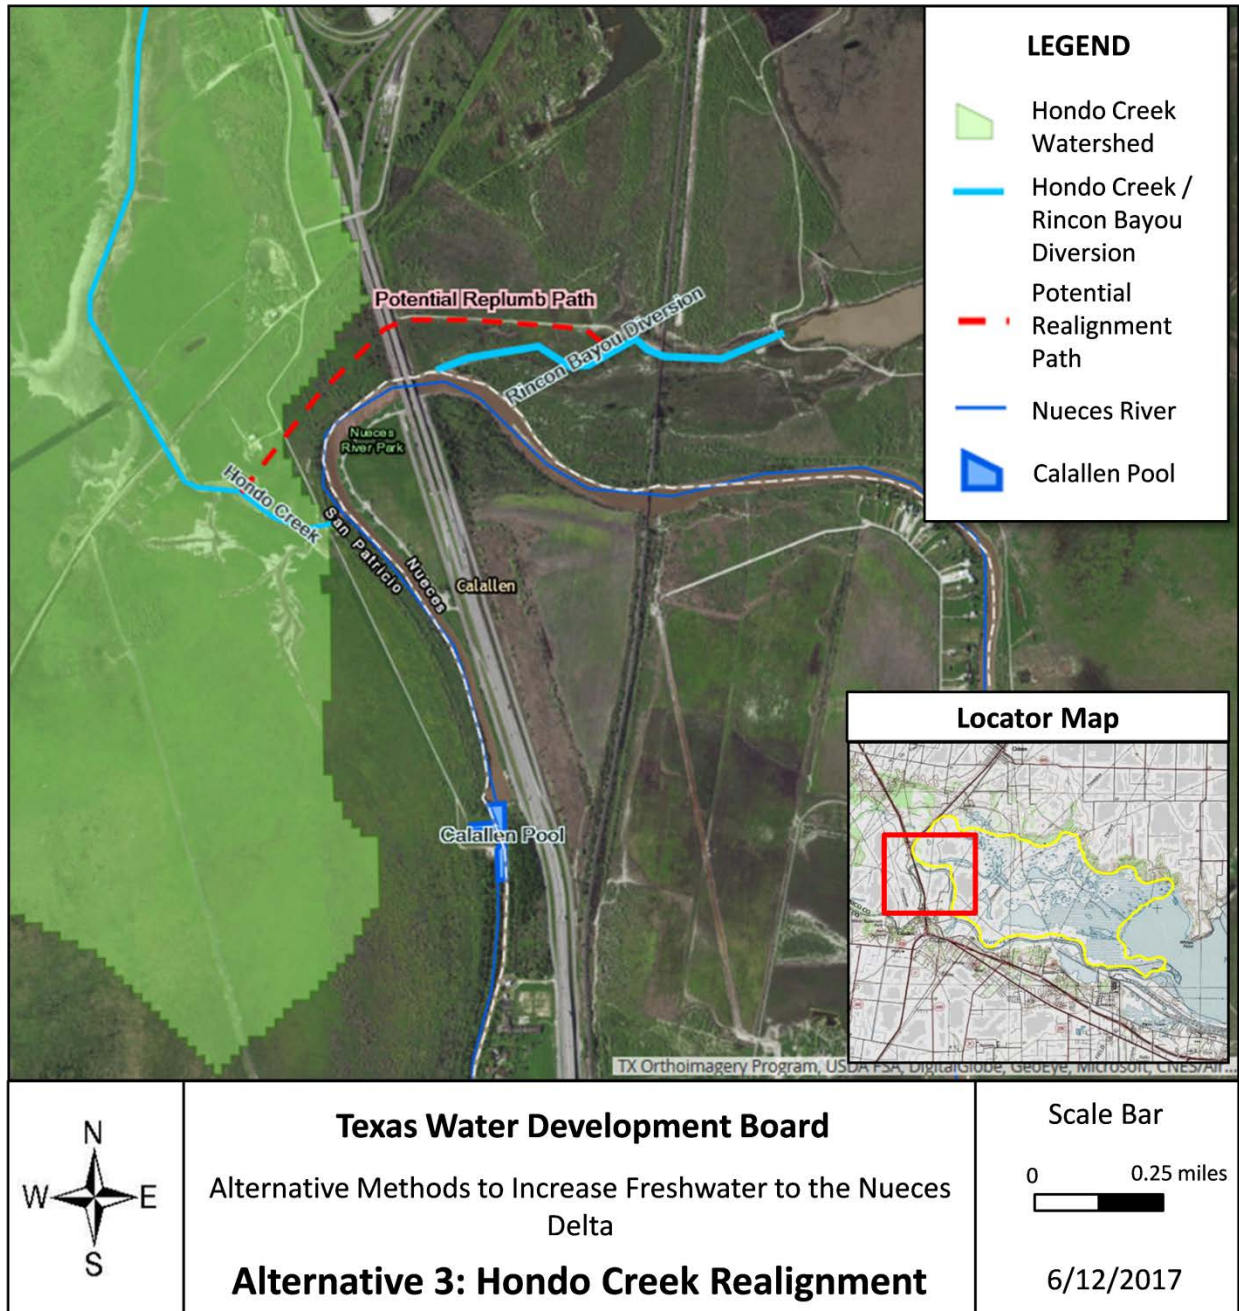 LEGEND
Hondo Creek
Watershed
Hondo Creek /
Rincon Bayou
Diversion
Potential
Realignment
Path
Nueces River
Calallen Pool
Potential Replumb Path
Rincon Bayou Diversion
Nueces
River Park
Hondo Creek
San Patricio
Nueces
Calallen
Calallen Pool
Locator Map
TX Orthoimagery Program, USDA FSA, DigitalGlobe, GeoEye, Microsoft, CNES/Air...
N
W E
S
Texas Water Development Board
Alternative Methods to Increase Freshwater to the Nueces
Delta
Alternative 3: Hondo Creek Realignment
Scale Bar
0 0.25 miles
6/12/2017